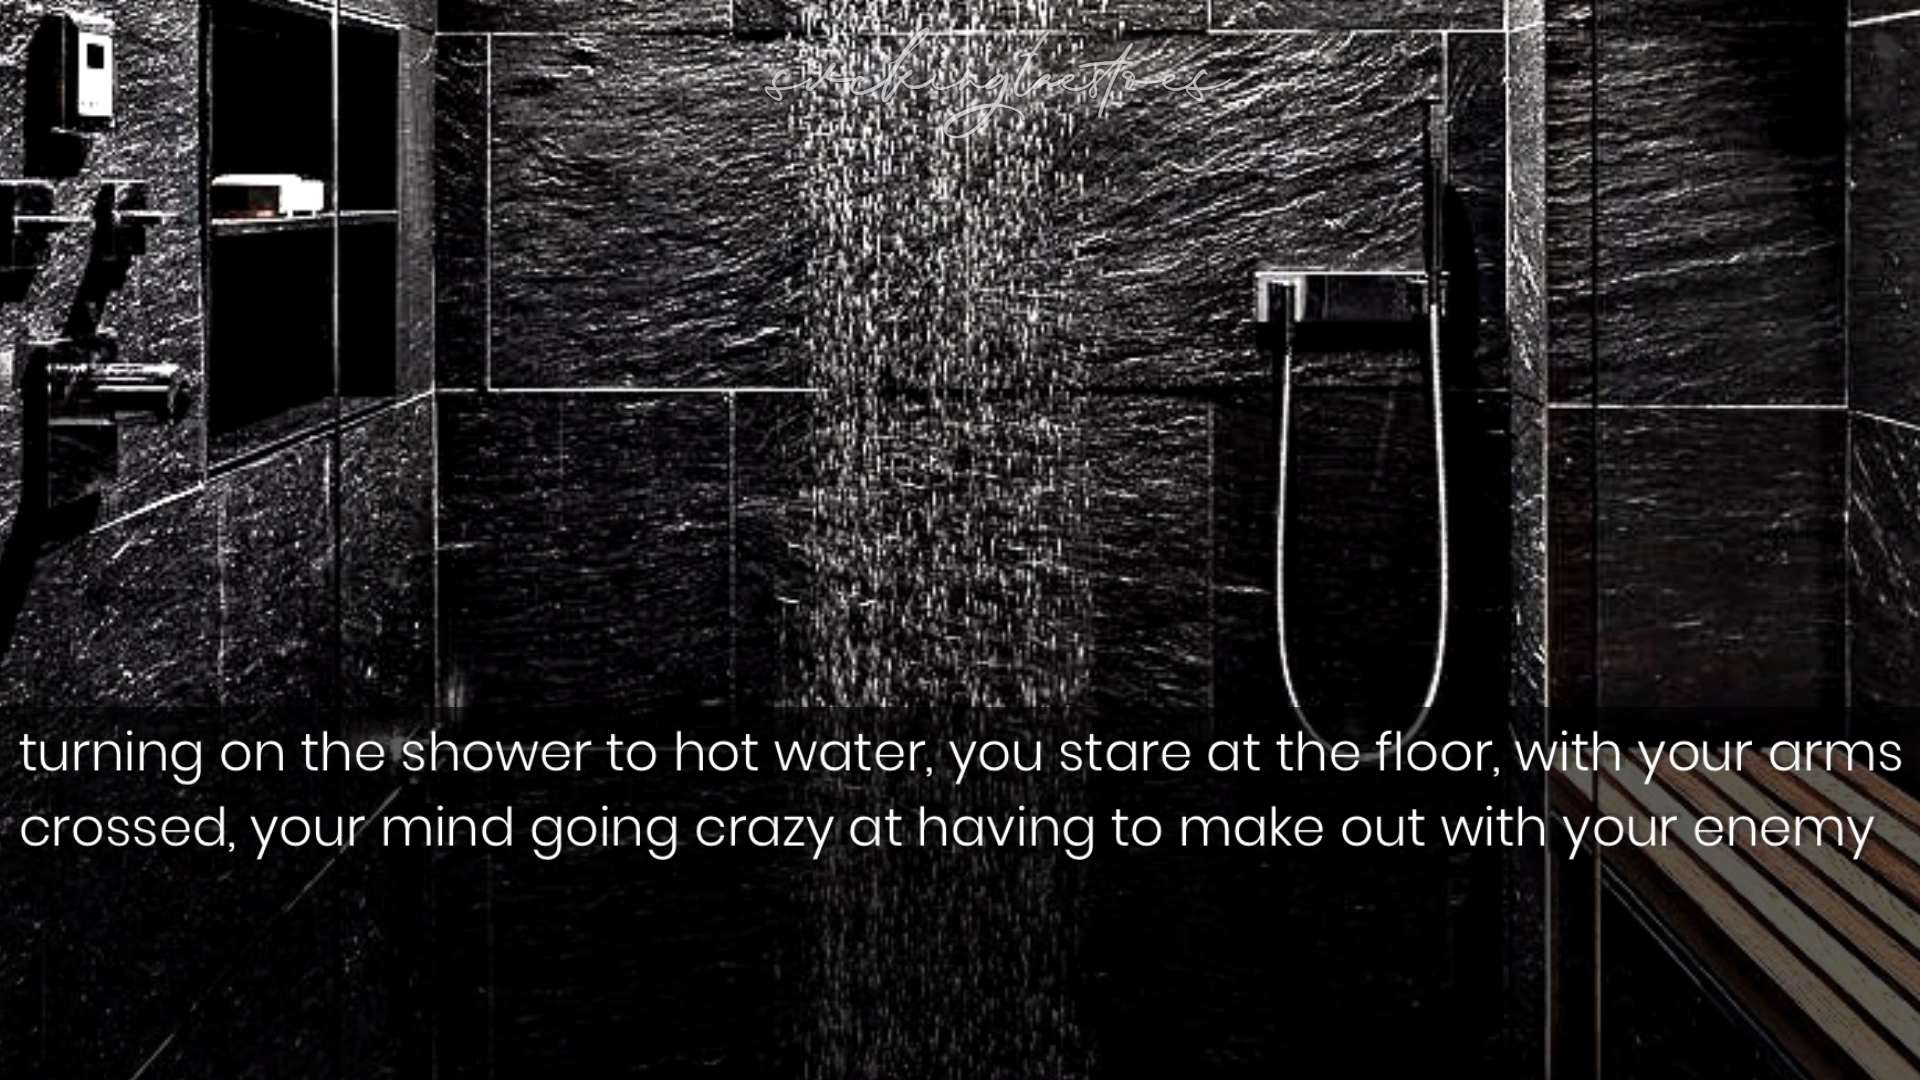 svckingtaestoes
turning on the shower to hot water, you stare at the floor, with your arms
crossed, your mind going crazy at having to make out with your enemy